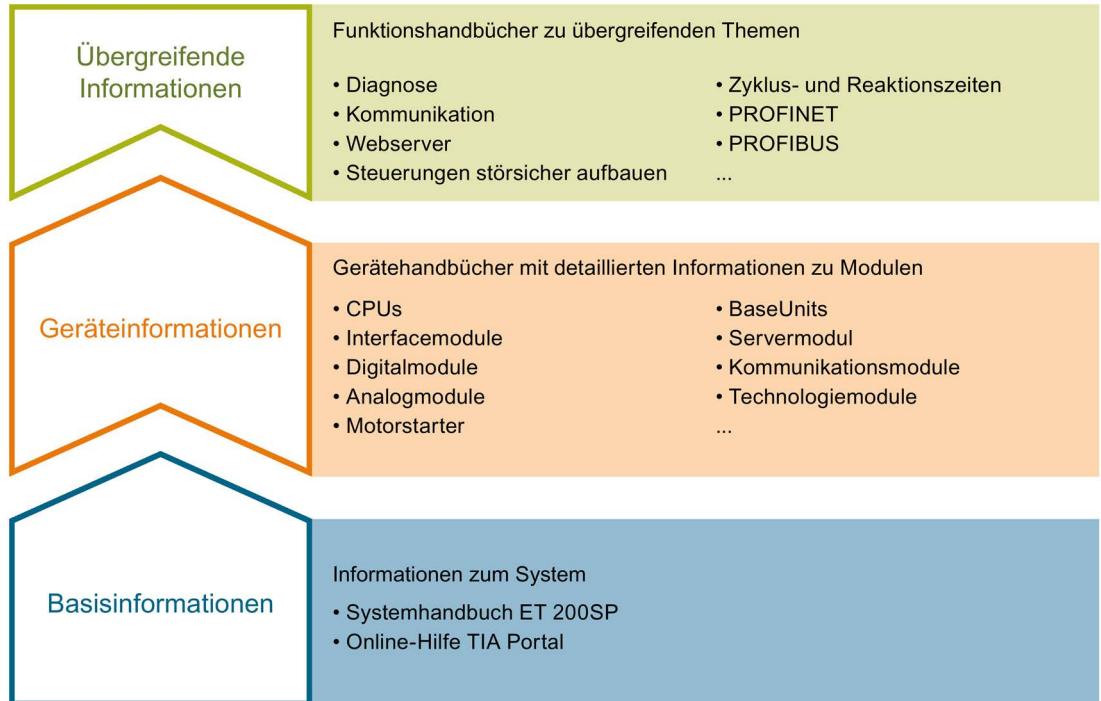 Übergreifende
Informationen
Funktionshandbücher zu übergreifenden Themen
• Diagnose
• Kommunikation
• Webserver
• Steuerungen störsicher aufbauen
• Zyklus- und Reaktionszeiten
• PROFINET
• PROFIBUS
...
Geräteinformationen
Gerätehandbücher mit detaillierten Informationen zu Modulen
• CPUs
• Interfacemodule
• Digitalmodule
• Analogmodule
• Motorstarter
• BaseUnits
• Servermodul
• Kommunikationsmodule
• Technologiemodule
...
Basisinformationen
Informationen zum System
• Systemhandbuch ET 200SP
• Online-Hilfe TIA Portal